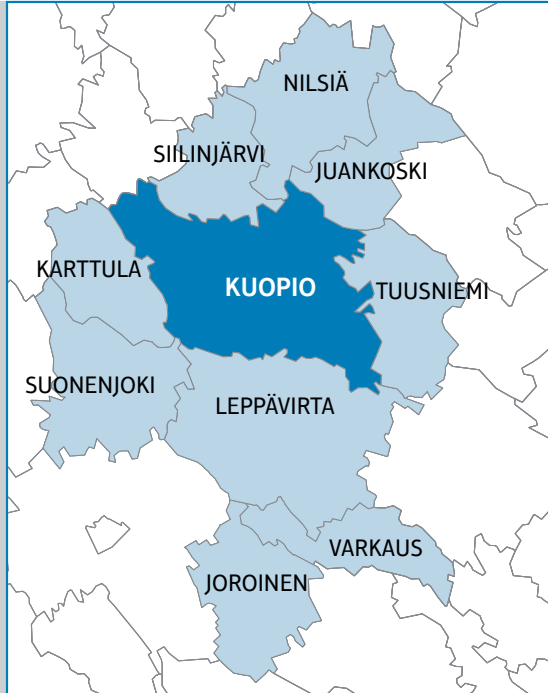 NILSIÄ
SIILINJÄRVI
JUANKOSKI
KARTTULA
KUOPIO
TUUSNIEMI
SUONENJOKI
LEPPÄVIRTA
VARKAUS
JOROINEN